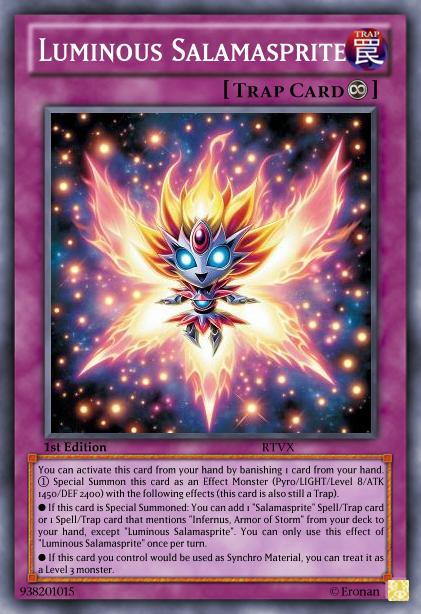 Luminous Salamasprite
TRAP
罠
[Trap Card♾]
1st Edition
RTVX
You can activate this card from your hand by banishing 1 card from your hand.
① Special Summon this card as an Effect Monster (Pyro/LIGHT/Level 8/ATK
1450/DEF 2400) with the following effects (this card is also still a Trap).
● If this card is Special Summoned: You can add 1 "Salamasprite" Spell/Trap card
or 1 Spell/Trap card that mentions "Infernus, Armor of Storm" from your deck to
your hand, except "Luminous Salamasprite". You can only use this effect of
"Luminous Salamasprite" once per turn.
● If this card you control would be used as Synchro Material, you can treat it as
a Level 3 monster.
938201015
© Eronan